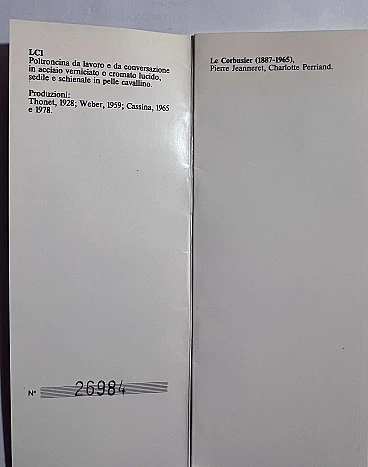 LC1
Poltroncina da lavoro e da conversazione
in acciaio verniciato o cromato lucido,
sedile e schienale in pelle cavallino.
Produzioni:
Thonet, 1928; Weber, 1959; Cassina, 1965
e 1978.
N° 26984
Le Corbusier (1887-1965),
Pierre Jeanneret, Charlotte Perriand.